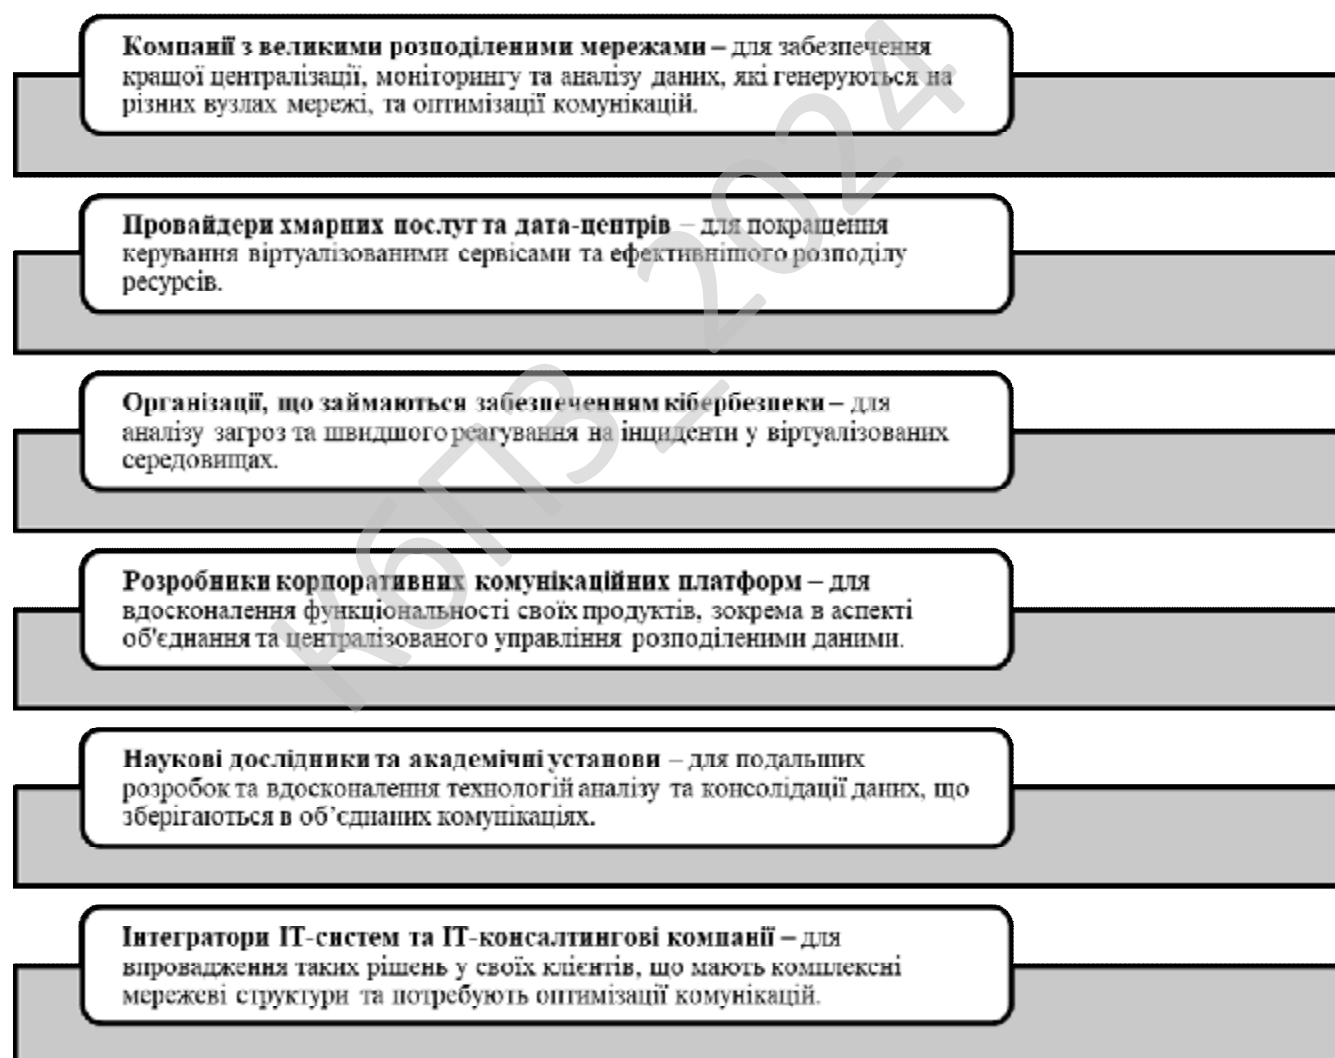 Компанії з великими розподіленими мережами – для забезпечення
кращої централізації, моніторингу та аналізу даних, які генеруються на
різних вузлах мережі, та оптимізації комунікацій.
Провайдери хмарних послуг та дата-центрів – для покращення
керування віртуалізованими сервісами та ефективнішого розподілу
ресурсів.
Організації, що займаються забезпеченням кібербезпеки – для
аналізу загроз та швидшого реагування на інциденти у віртуалізованих
середовищах.
Розробники корпоративних комунікаційних платформ – для
вдосконалення функціональності своїх продуктів, зокрема в аспекті
об'єднання та централізованого управління розподіленими даними.
Наукові дослідники та академічні установи – для подальших
розробок та вдосконалення технологій аналізу та консолідації даних, що
зберігаються в об’єднаних комунікаціях.
Інтегратори ІТ-систем та ІТ-консалтингові компанії – для
впровадження таких рішень у своїх клієнтів, що мають комплексні
мережеві структури та потребують оптимізації комунікацій.
КбПЗ_2024